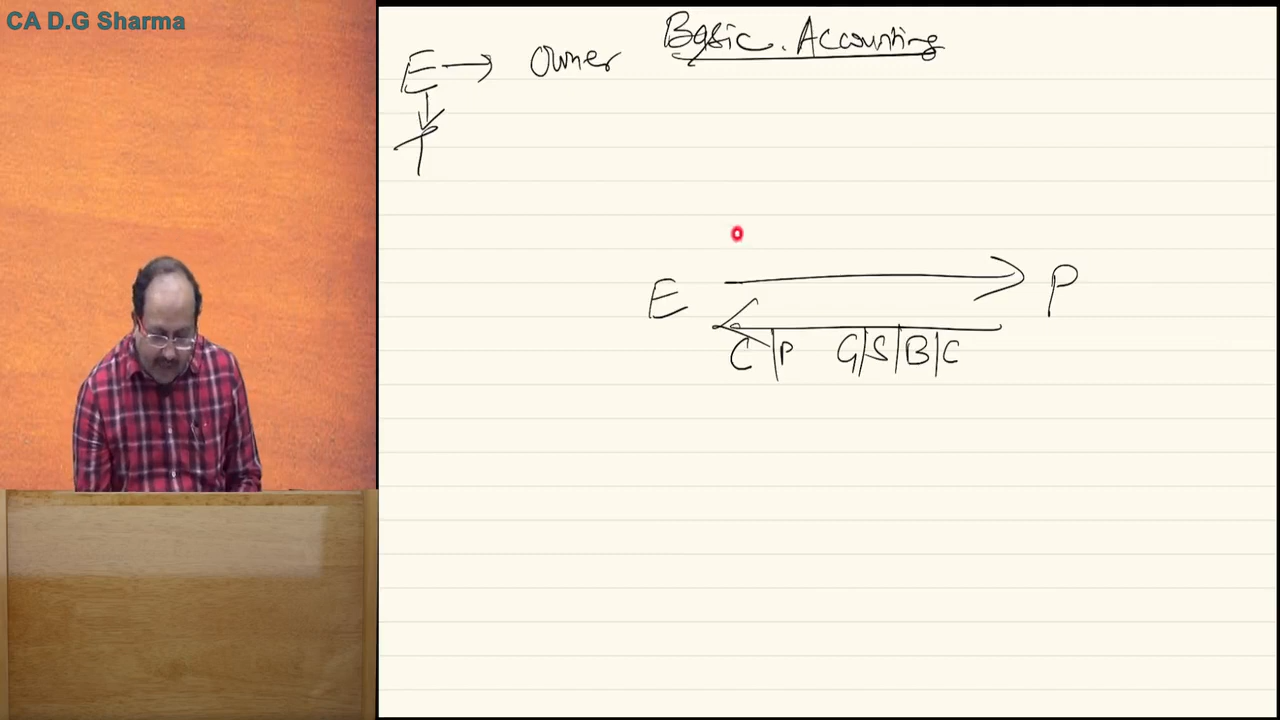 CA D.G Sharma
Basic. Accounting
E → Owner
↓
T
E → P
←
C | P G | S | B | C